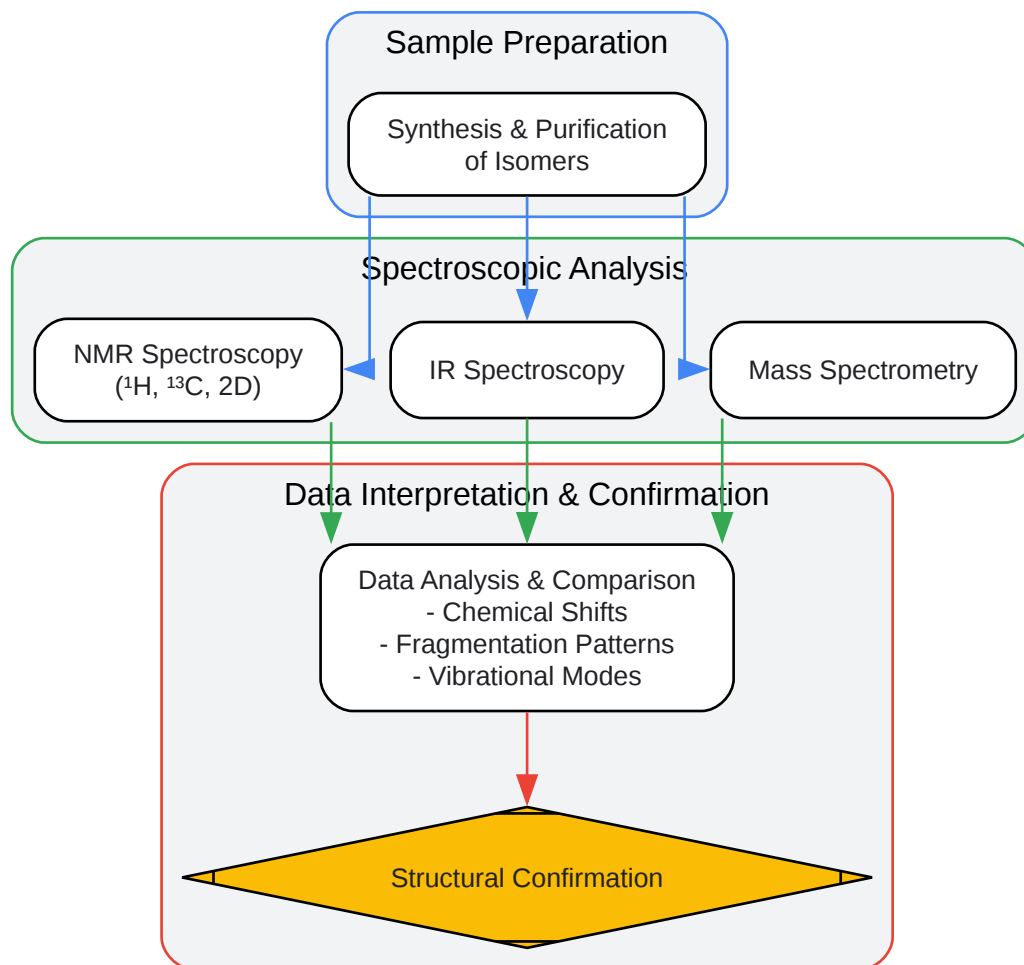 Sample Preparation
Synthesis & Purification
of Isomers
Spectroscopic Analysis
NMR Spectroscopy
(¹H, ¹³C, 2D)
IR Spectroscopy
Mass Spectrometry
Data Interpretation & Confirmation
Data Analysis & Comparison
- Chemical Shifts
- Fragmentation Patterns
- Vibrational Modes
Structural Confirmation